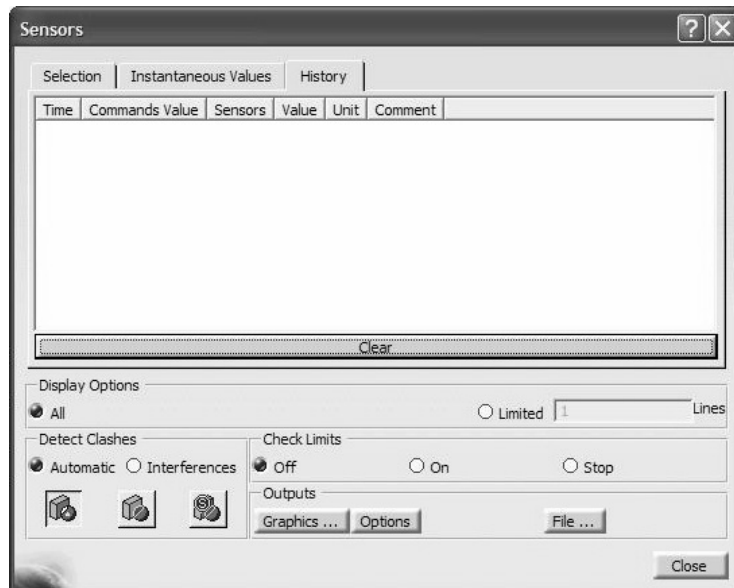 Sensors
Selection Instantaneous Values History
Time Commands Value Sensors Value Unit Comment
Clear
Display Options
All Limited 1 Lines
Detect Clashes
Automatic Interferences
Check Limits
Off On Stop
Outputs
Graphics ... Options File ...
Close